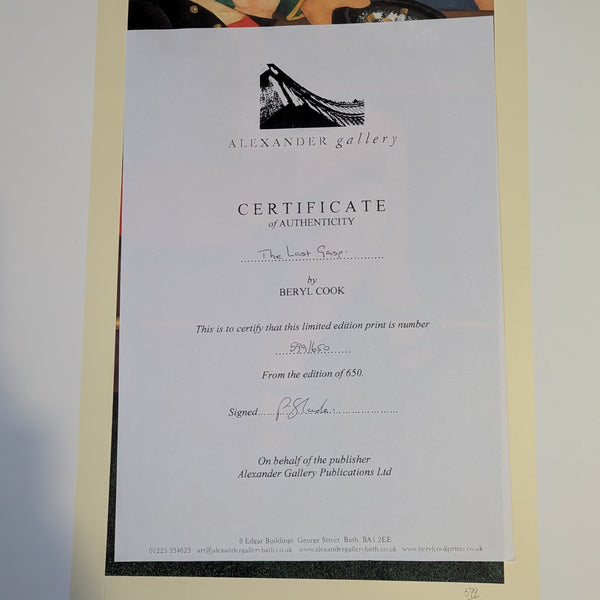 ALEXANDER gallery
CERTIFICATE
of AUTHENTICITY
The Last Gasp.
by
BERYL COOK
This is to certify that this limited edition print is number
599/650
From the edition of 650.
Signed
On behalf of the publisher
Alexander Gallery Publications Ltd
8 Edgar Buildings George Street Bath BA1 2EE
01225 334623 art@alexandergallerybath.co.uk www.alexandergallerybath.co.uk www.berylcookprints.co.uk